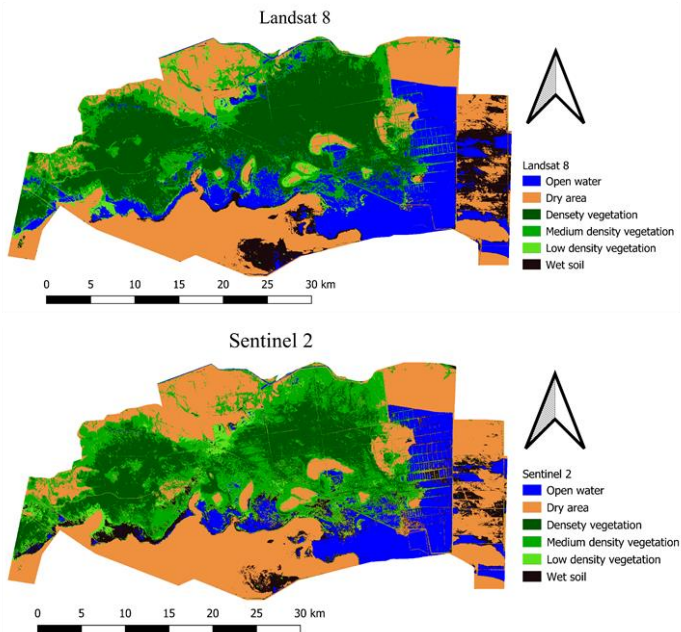 Landsat 8
Landsat 8
Open water
Dry area
Densety vegetation
Medium density vegetation
Low density vegetation
Wet soil
0 5 10 15 20 25 30 km
Sentinel 2
Sentinel 2
Open water
Dry area
Densety vegetation
Medium density vegetation
Low density vegetation
Wet soil
0 5 10 15 20 25 30 km